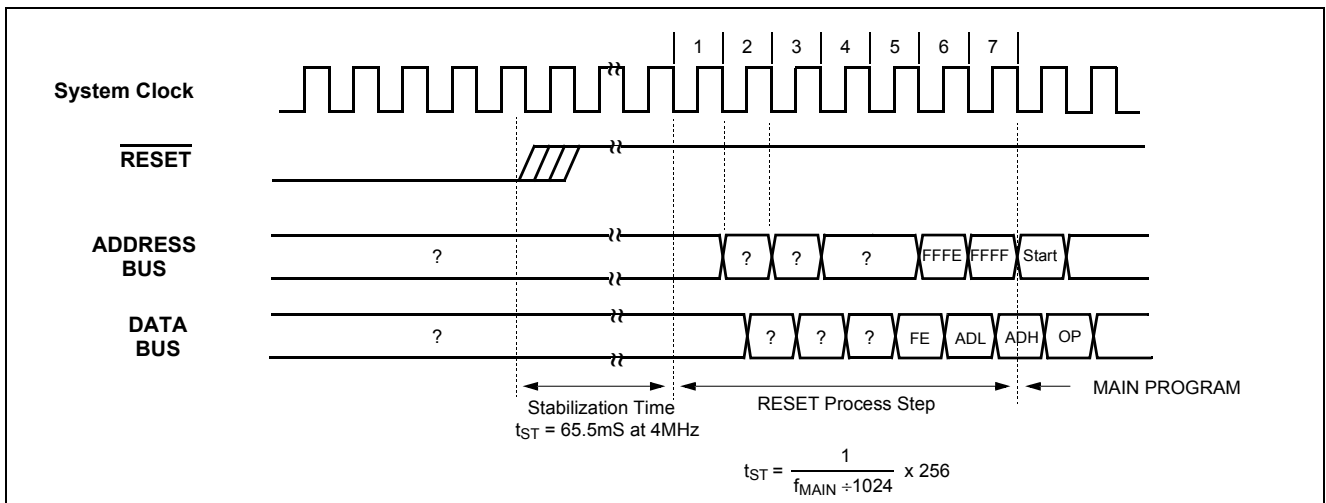 1 2 3 4 5 6 7
System Clock
RESET
ADDRESS
BUS
? ? ? ? FFFE FFFF Start
DATA
BUS
? ? ? ? FE ADL ADH OP
MAIN PROGRAM
Stabilization Time
tST = 65.5mS at 4MHz
RESET Process Step
tST = 1
fMAIN ÷1024
x 256